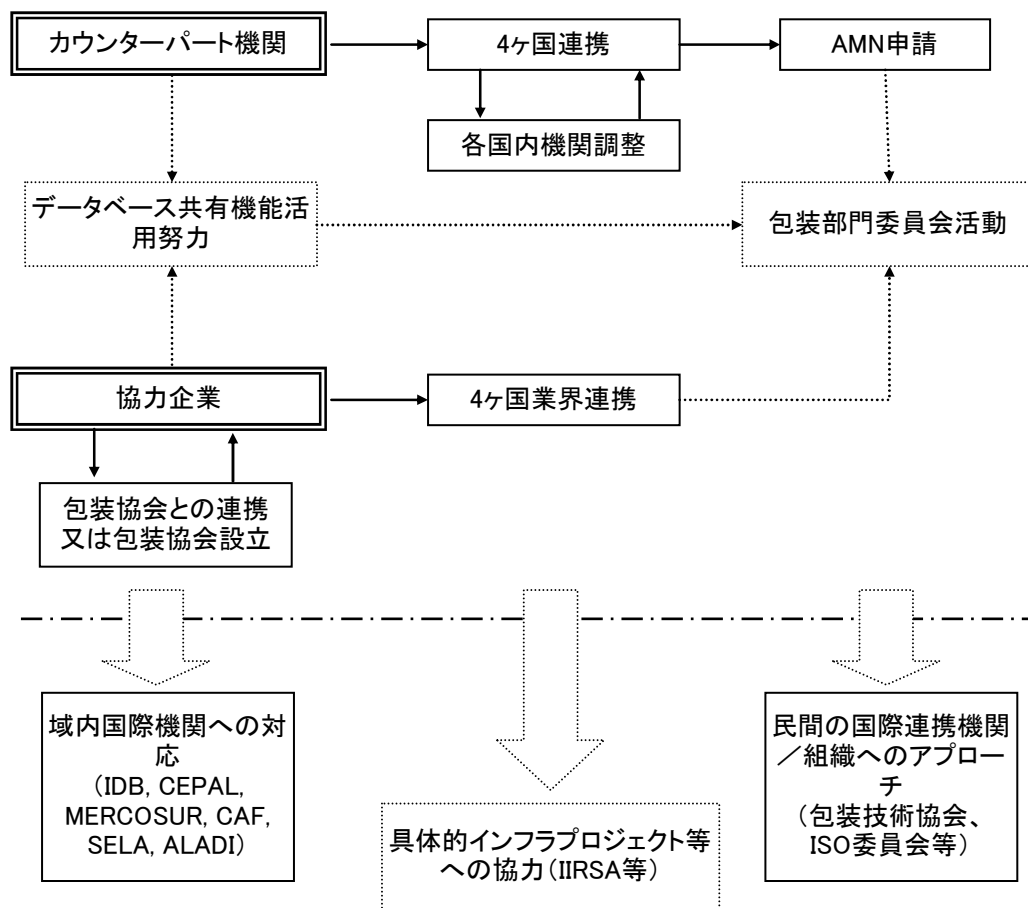 カウンターパート機関
4ヶ国連携
AMN申請
各国内機関調整
データベース共有機能活
用努力
包装部門委員会活動
協力企業
4ヶ国業界連携
包装協会との連携
又は包装協会設立
域内国際機関への対
応
（IDB, CEPAL,
MERCOSUR, CAF,
SELA, ALADI）
具体的インフラプロジェクト等
への協力（IIRSA等）
民間の国際連携機関
／組織へのアプロー
チ
（包装技術協会、
ISO委員会等）